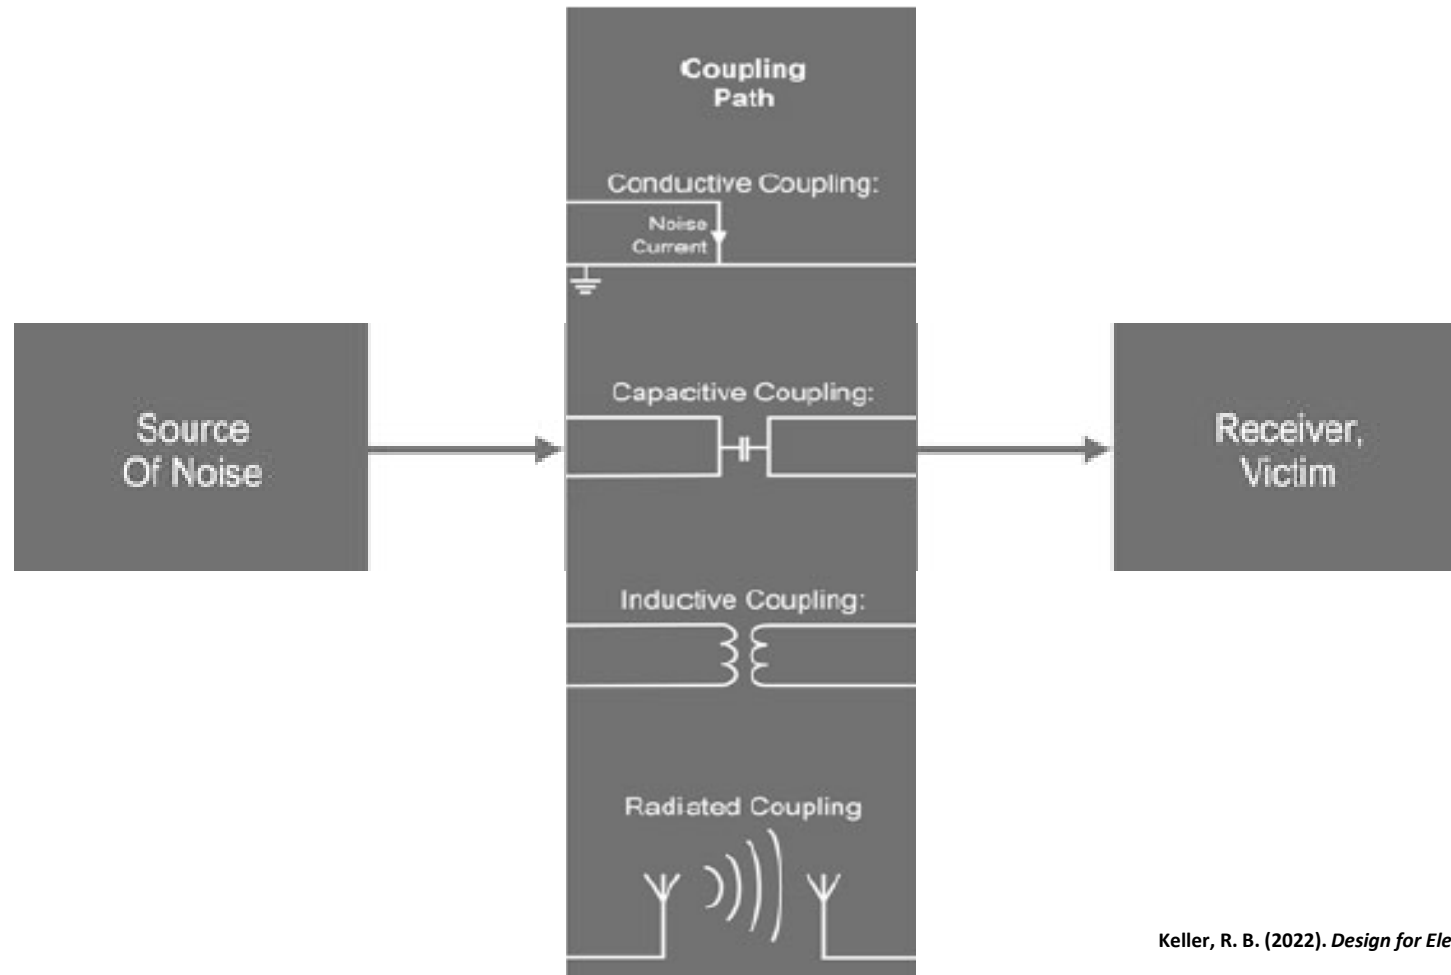 Coupling
Path
Conductive Coupling:
Noise
Current
Source
Of Noise
Capacitive Coupling:
Receiver,
Victim
Inductive Coupling:
Radiated Coupling
Keller, R. B. (2022). Design for Ele